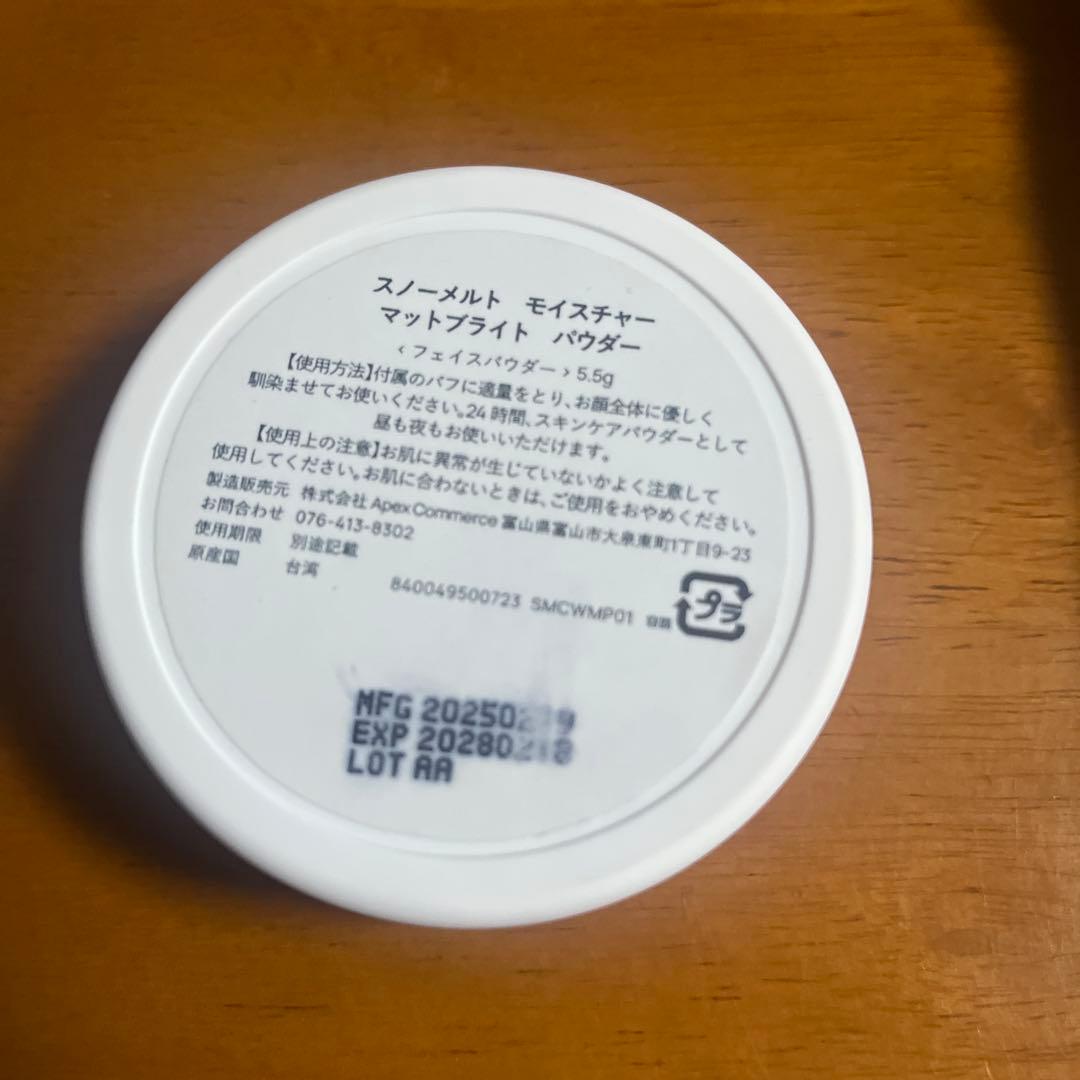 スノーメルト モイスチャー
マットブライト パウダー
‹ フェイスパウダー › 5.5g
【使用方法】付属のパフに適量をとり、お顔全体に優しく
馴染ませてお使いください。24時間、スキンケアパウダーとして
昼も夜もお使いいただけます。
【使用上の注意】お肌に異常が生じていないかよく注意して
使用してください。お肌に合わないときは、ご使用をおやめください。
製造販売元 株式会社 Apex Commerce 富山県富山市大泉東町1丁目9-23
お問合わせ 076-413-8302
使用期限 別途記載
原産国 台湾
840049500723 SMCWMP01 容器 プラ
MFG
EXP
LOT AA